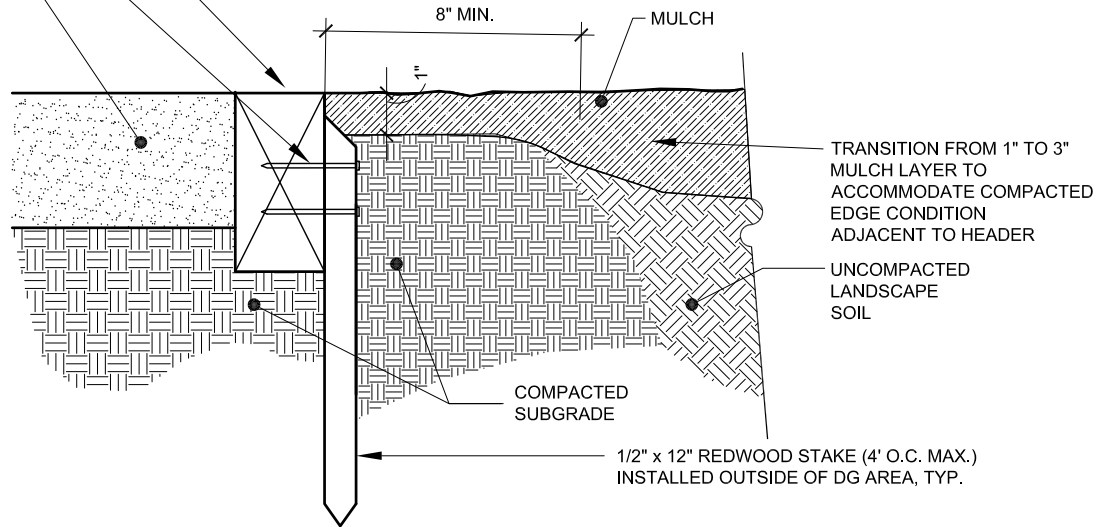 8" MIN.
MULCH
1"
TRANSITION FROM 1" TO 3"
MULCH LAYER TO
ACCOMMODATE COMPACTED
EDGE CONDITION
ADJACENT TO HEADER
UNCOMPACTED
LANDSCAPE
SOIL
COMPACTED
SUBGRADE
1/2" x 12" REDWOOD STAKE (4' O.C. MAX.)
INSTALLED OUTSIDE OF DG AREA, TYP.